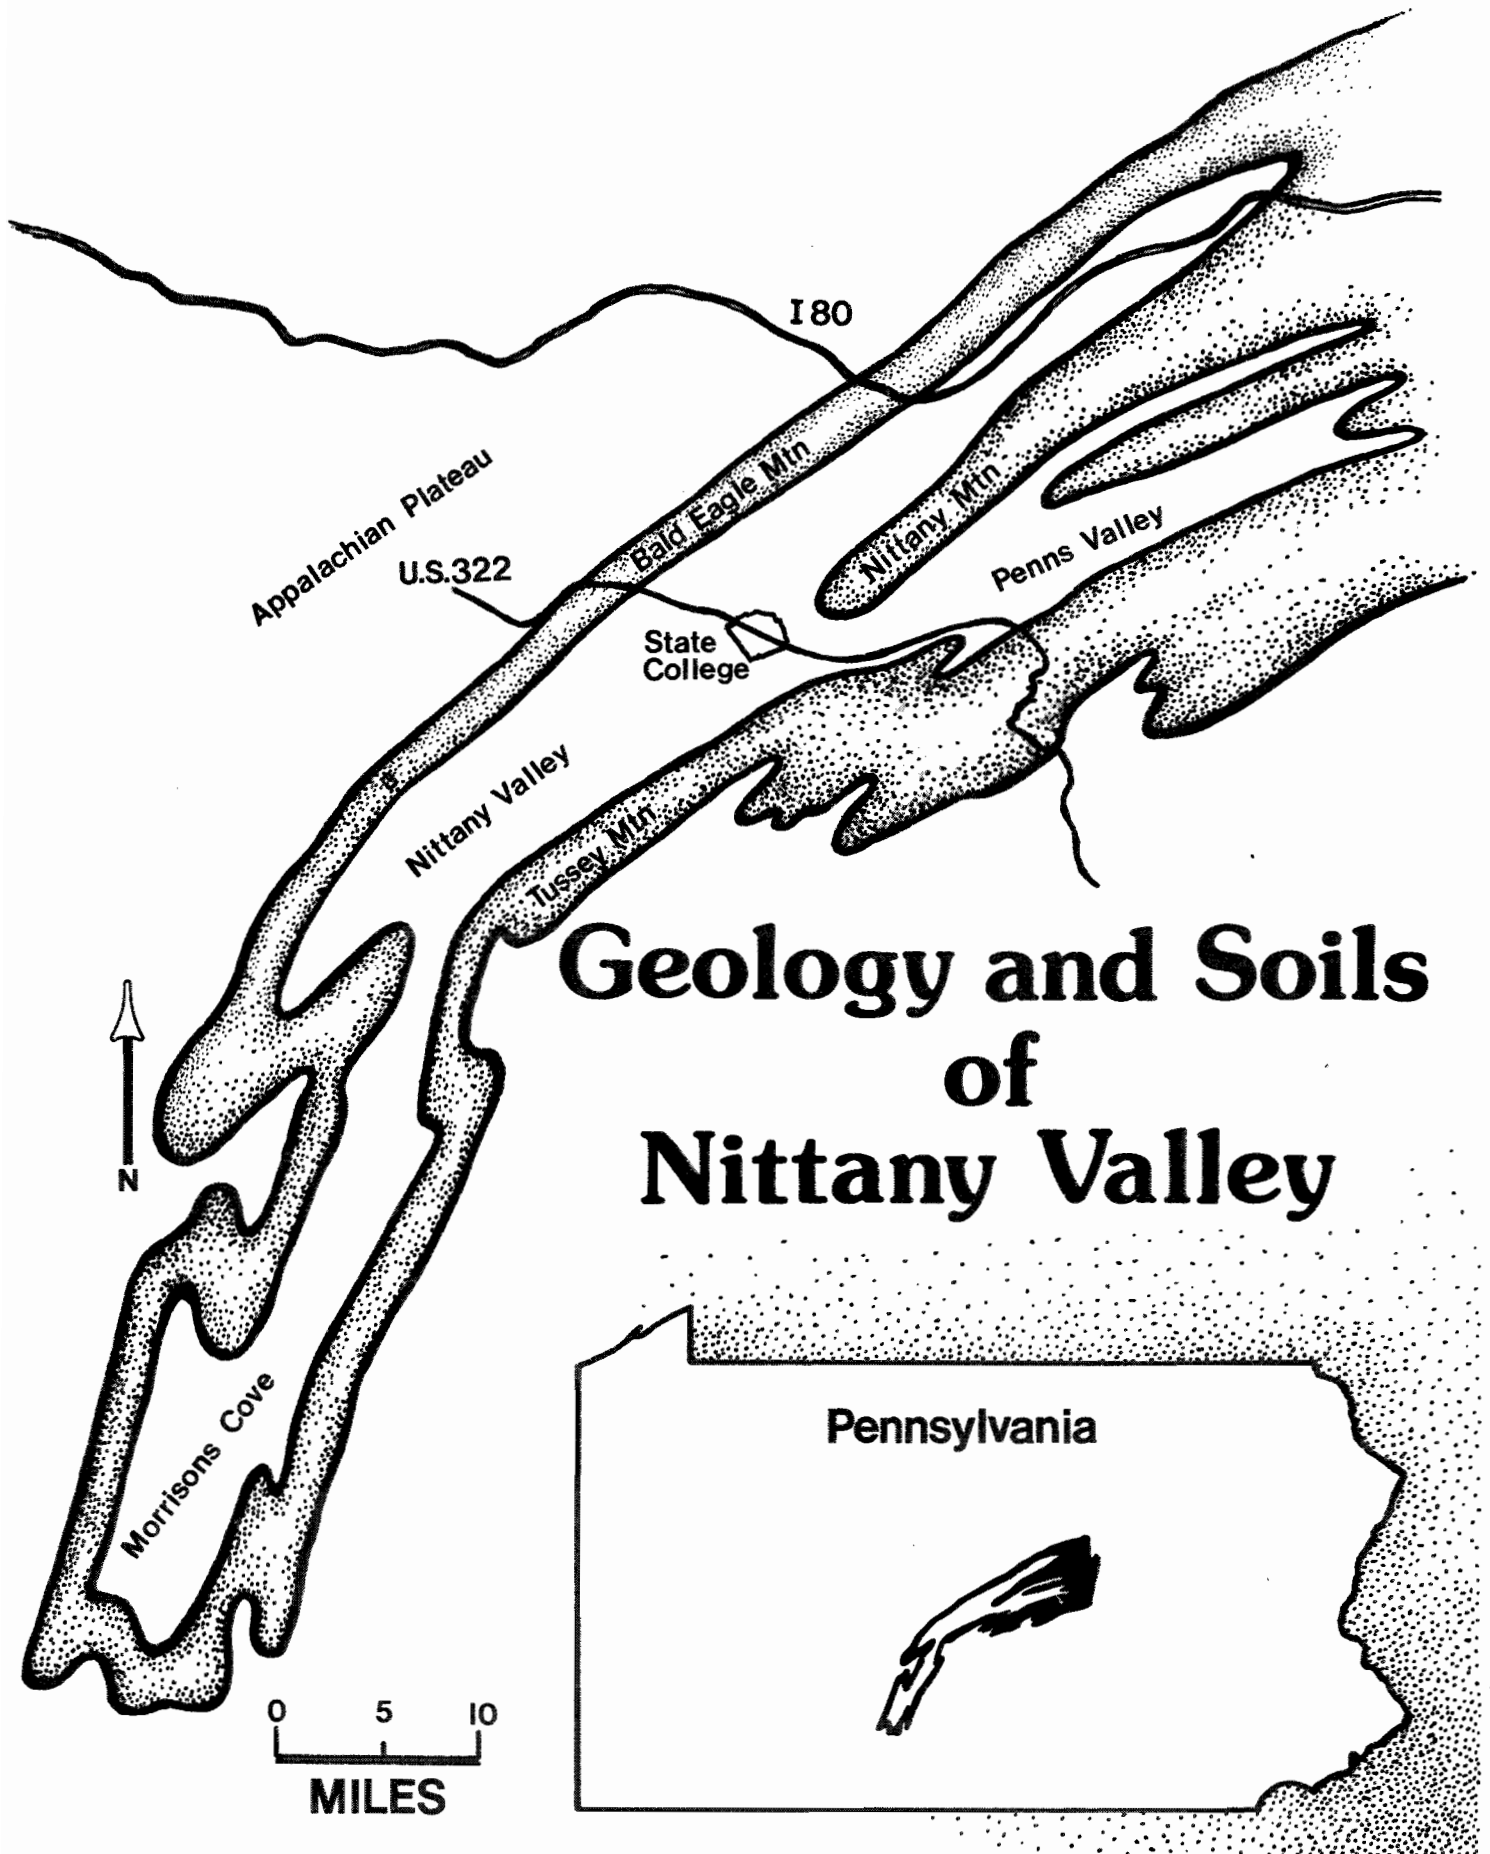 I 80
Appalachian Plateau
Bald Eagle Mtn
Nittany Mtn
Penns Valley
U.S.322
State
College
Nittany Valley
Tussey Mtn
Geology and Soils
of
Nittany Valley
N
Morrisons Cove
Pennsylvania
0 5 10
MILES